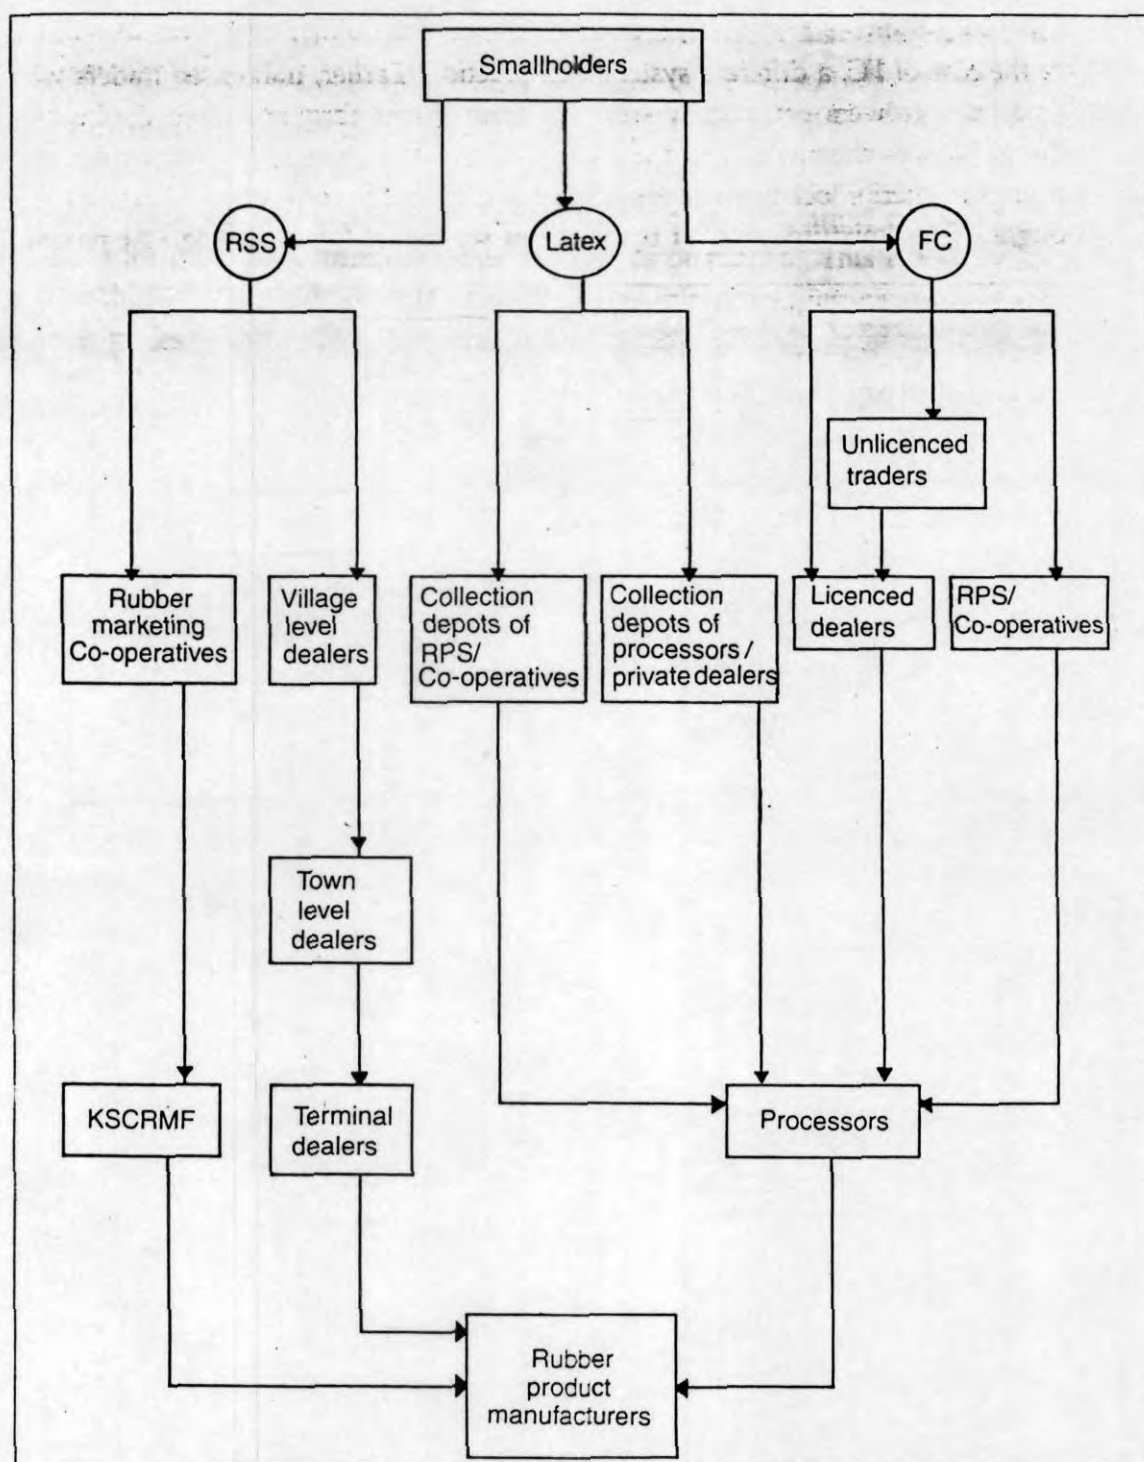 Smallholders
RSS
Latex
FC
Unlicenced
traders
Rubber
marketing
Co-operatives
Village
level
dealers
Collection
depots of
RPS/
Co-operatives
Collection
depots of
processors/
private dealers
Licenced
dealers
RPS/
Co-operatives
Town
level
dealers
KSCRMF
Terminal
dealers
Processors
Rubber
product
manufacturers